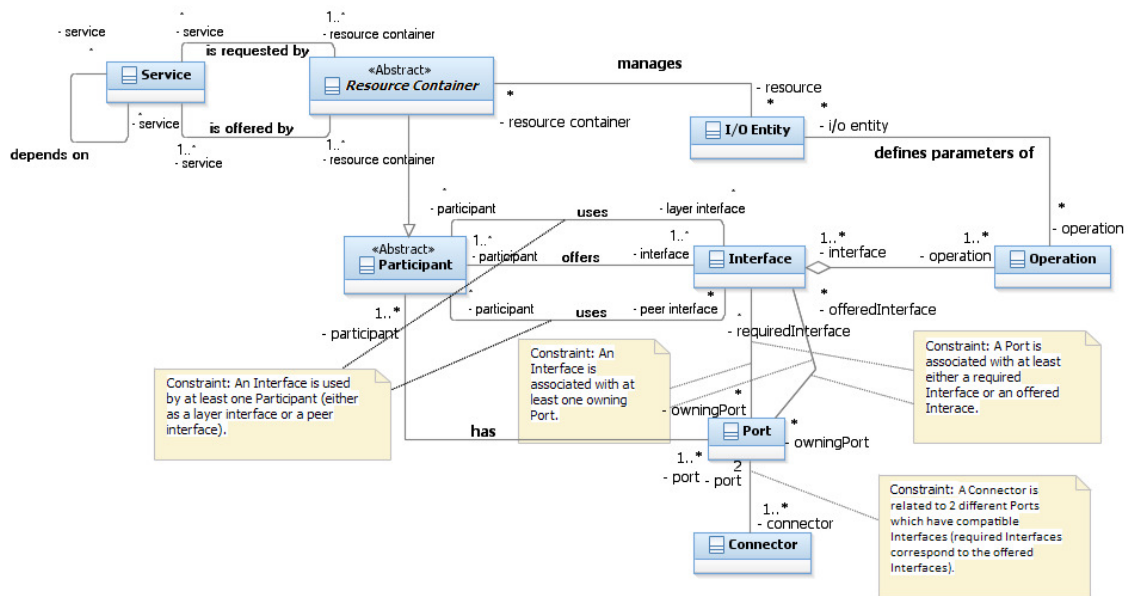 - service
*
- service
1..*
- resource container
*
is requested by
«Abstract»
Resource Container
Service
manages
- resource
*
*
- resource container
I/O Entity
*
- i/o entity
- service
*
is offered by
depends on
1..*
- service
1..*
- resource container
defines parameters of
*
- participant
uses
*
- layer interface
*
- operation
«Abstract»
Participant
1..*
- participant
offers
1..*
- interface
Interface
1..*
- interface
1..*
- operation
Operation
*
- participant
uses
*
- peer interface
*
- offeredInterface
1..*
- participant
*
- requiredInterface
Constraint: An Interface is used
by at least one Participant (either
as a layer interface or a peer
interface).
Constraint: An
Interface is
associated with at
least one owning
Port.
Constraint: A Port is
associated with at least
either a required
Interface or an offered
Interace.
*
- owningPort
has
Port
*
- owningPort
1..*
- port
2
- port
Constraint: A Connector is
related to 2 different Ports
which have compatible
Interfaces (required Interfaces
correspond to the offered
Interfaces).
1..*
- connector
Connector